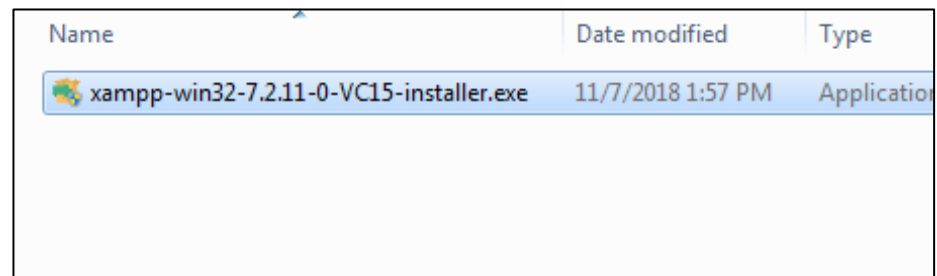 Name Date modified Type
xampp-win32-7.2.11-0-VC15-installer.exe 11/7/2018 1:57 PM Application